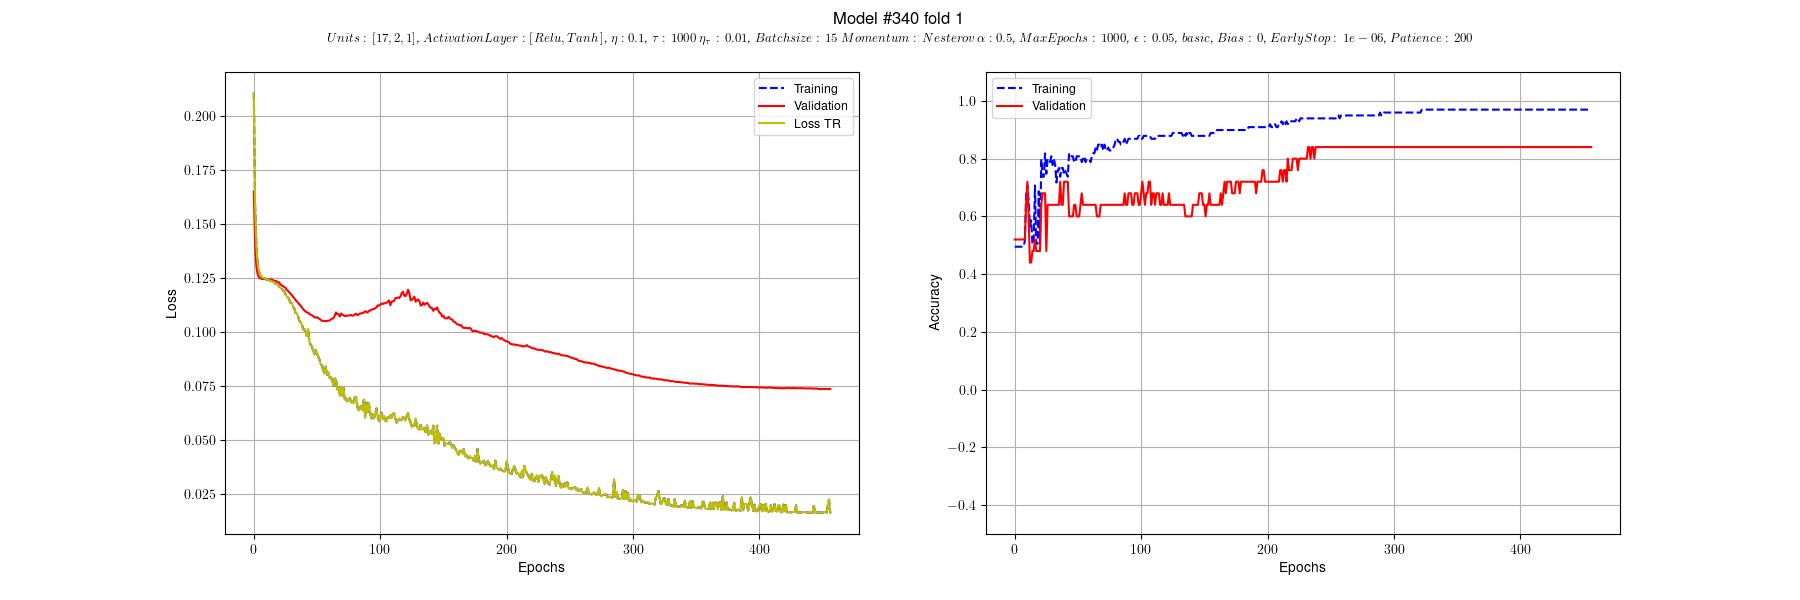 Model #340 fold 1
Units : [17, 2, 1], ActivationLayer : [Relu, Tanh], η : 0.1, τ : 1000 ητ : 0.01, Batchsize : 15 Momentum : Nesterov α : 0.5, MaxEpochs : 1000, ϵ : 0.05, basic, Bias : 0, EarlyStop : 1e − 06, Patience : 200
Training
Validation
Loss TR
0.200
0.175
0.150
0.125
0.100
0.075
0.050
0.025
Loss
0 100 200 300 400
Epochs
Training
Validation
1.0
0.8
0.6
0.4
0.2
0.0
−0.2
−0.4
Accuracy
0 100 200 300 400
Epochs